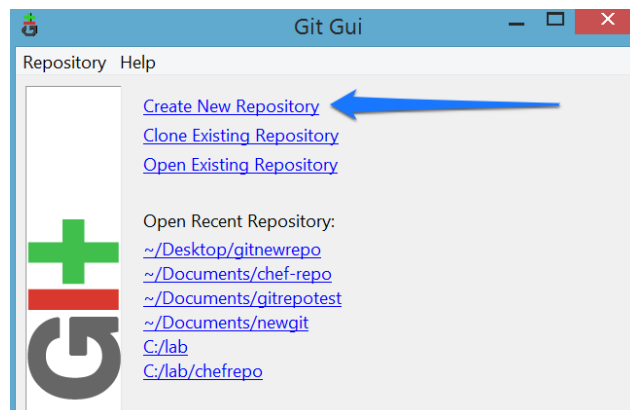 Git Gui
Repository Help
Create New Repository
Clone Existing Repository
Open Existing Repository
Open Recent Repository:
~/Desktop/gitnewrepo
~/Documents/chef-repo
~/Documents/gitrepotest
~/Documents/newgit
C:/lab
C:/lab/chefrepo
GIt